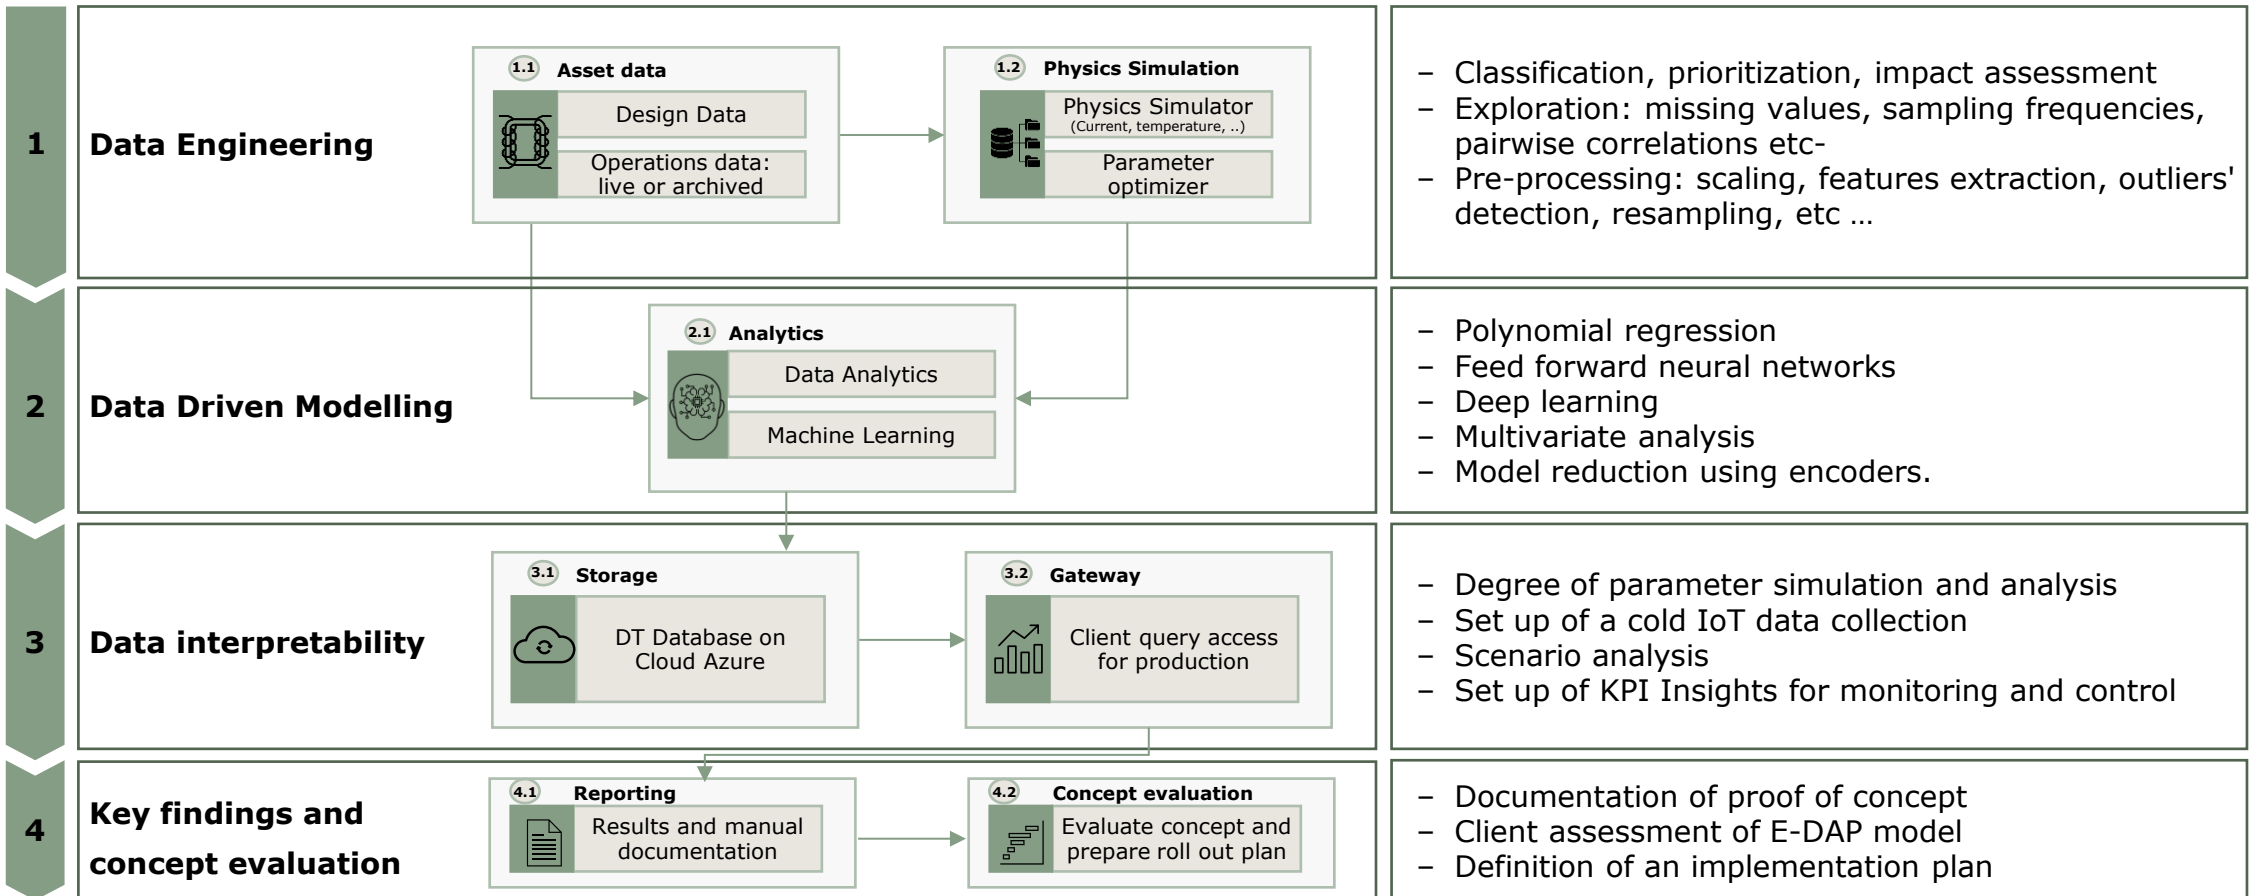 1
Data Engineering
1.1
Asset data
Design Data
Operations data:
live or archived
1.2
Physics Simulation
Physics Simulator
(Current, temperature, ..)
Parameter
optimizer
– Classification, prioritization, impact assessment
– Exploration: missing values, sampling frequencies,
pairwise correlations etc-
– Pre-processing: scaling, features extraction, outliers'
detection, resampling, etc ...
2
Data Driven Modelling
2.1
Analytics
Data Analytics
Machine Learning
– Polynomial regression
– Feed forward neural networks
– Deep learning
– Multivariate analysis
– Model reduction using encoders.
3
Data interpretability
3.1
Storage
DT Database on
Cloud Azure
3.2
Gateway
Client query access
for production
– Degree of parameter simulation and analysis
– Set up of a cold IoT data collection
– Scenario analysis
– Set up of KPI Insights for monitoring and control
4
Key findings and
concept evaluation
4.1
Reporting
Results and manual
documentation
4.2
Concept evaluation
Evaluate concept and
prepare roll out plan
– Documentation of proof of concept
– Client assessment of E-DAP model
– Definition of an implementation plan